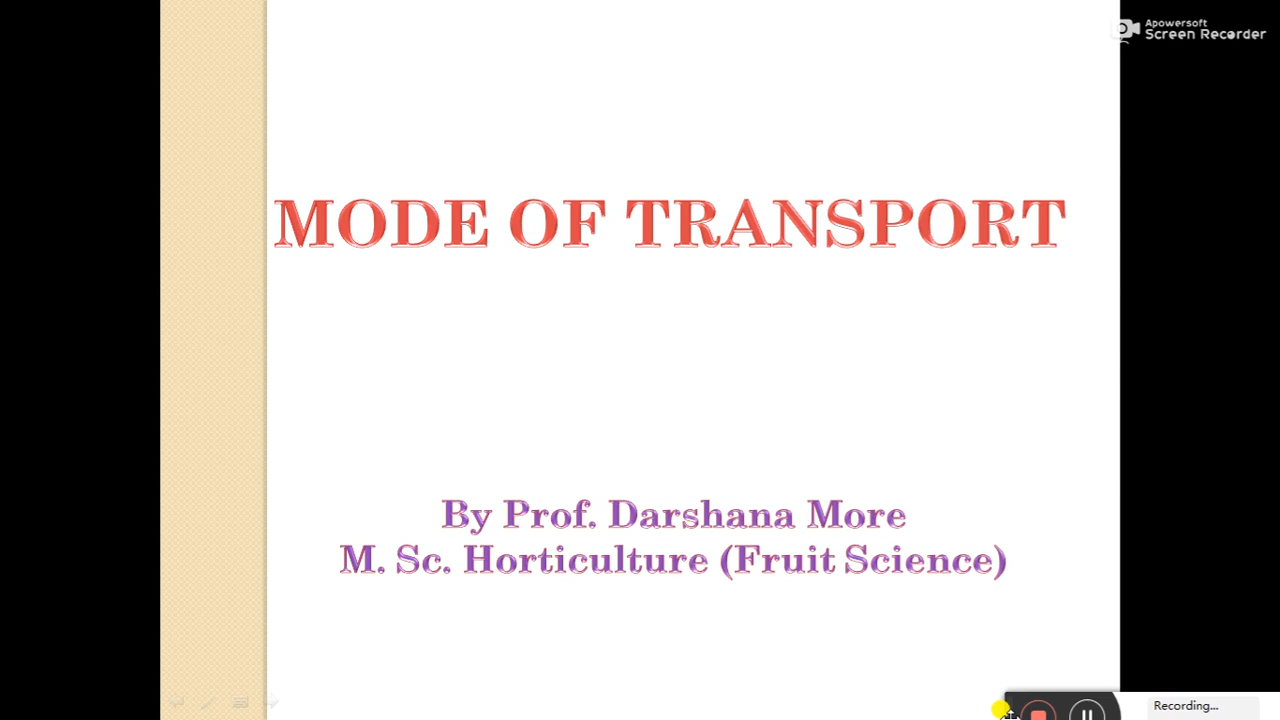 Apowersoft
Screen Recorder
MODE OF TRANSPORT
By Prof. Darshana More
M. Sc. Horticulture (Fruit Science)
Recording...